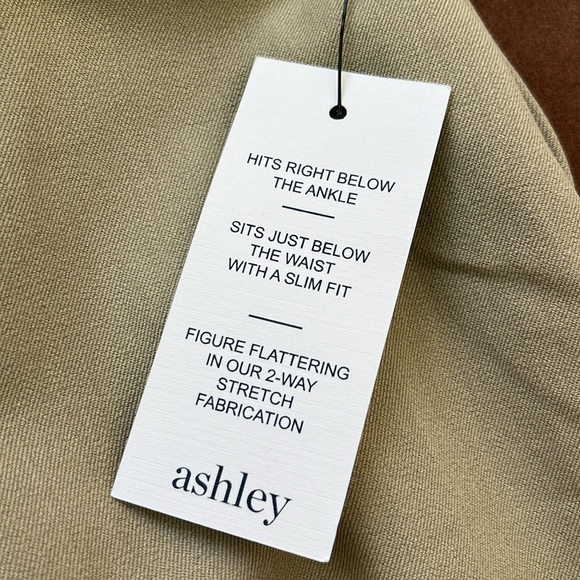 HITS RIGHT BELOW
THE ANKLE
SITS JUST BELOW
THE WAIST
WITH A SLIM FIT
FIGURE FLATTERING
IN OUR 2-WAY
STRETCH
FABRICATION
ashley